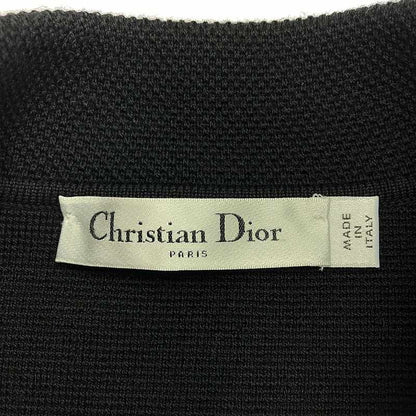 Christian Dior
PARIS
MADE
IN
ITALY